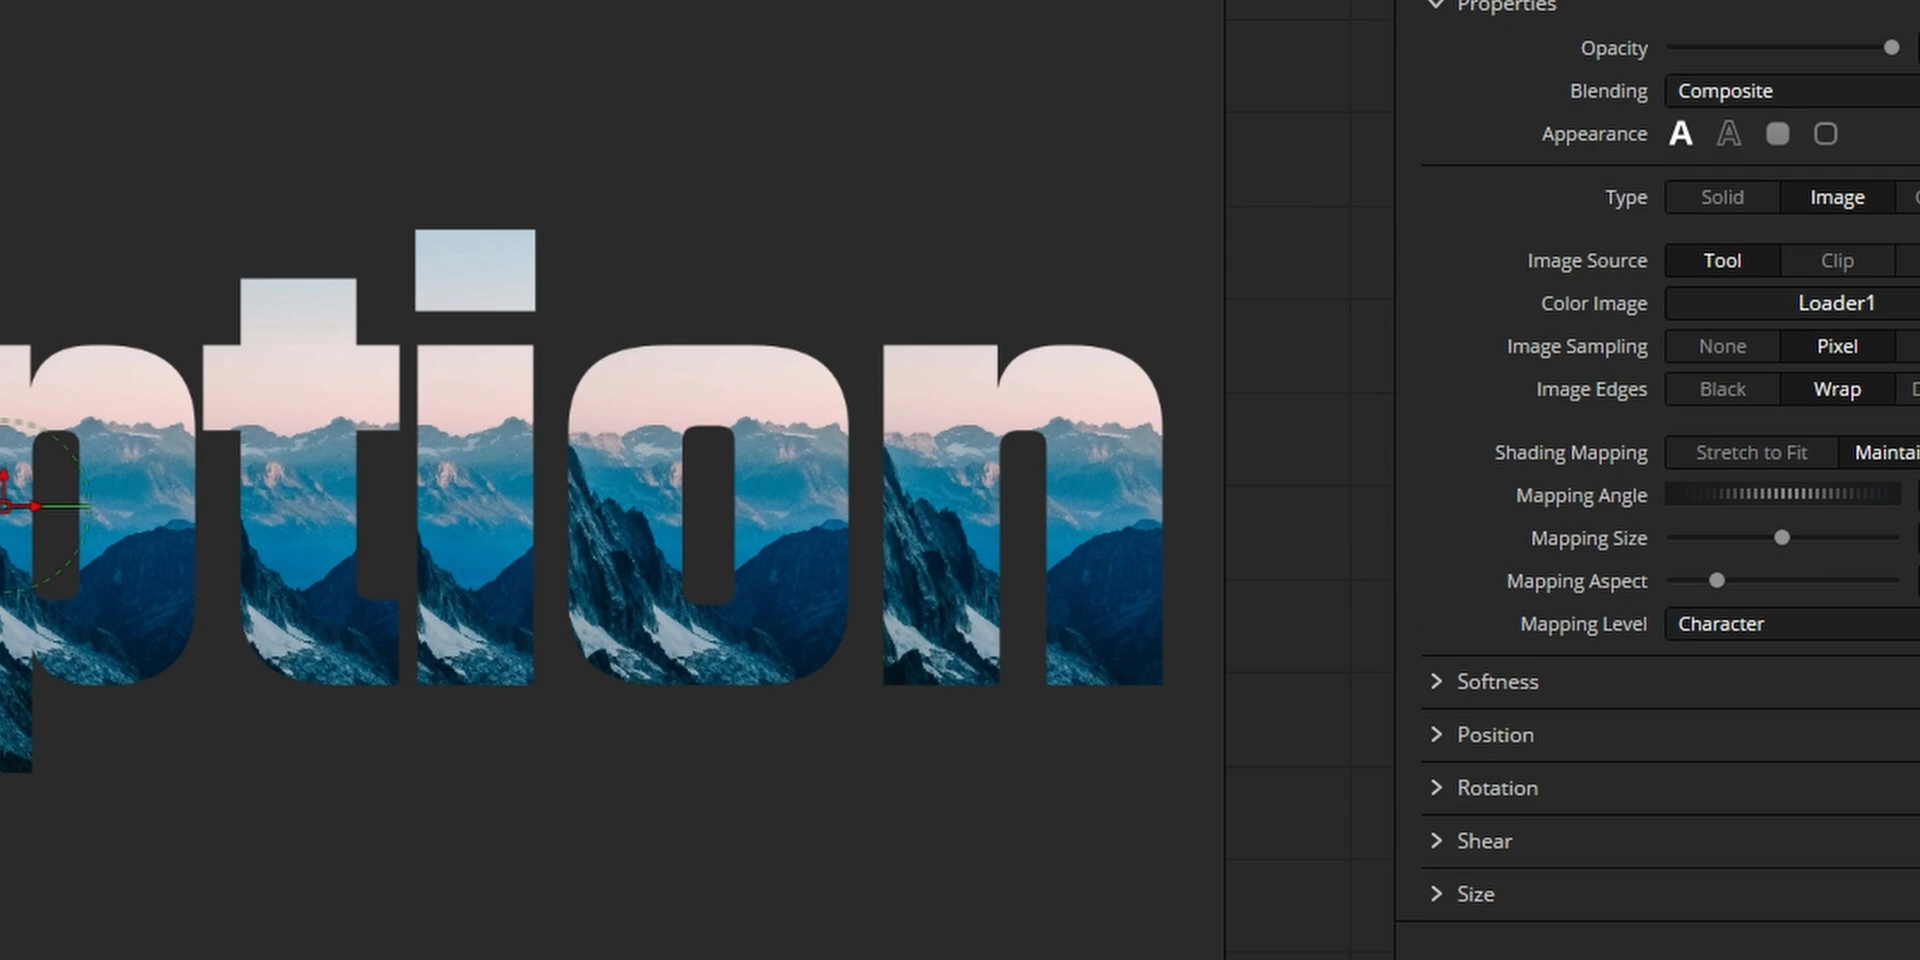 ption
Properties
Opacity
Blending Composite
Appearance A A
Type Solid Image
Image Source Tool Clip
Color Image Loader1
Image Sampling None Pixel
Image Edges Black Wrap D
Shading Mapping Stretch to Fit Maintai
Mapping Angle
Mapping Size
Mapping Aspect
Mapping Level Character
Softness
Position
Rotation
Shear
Size